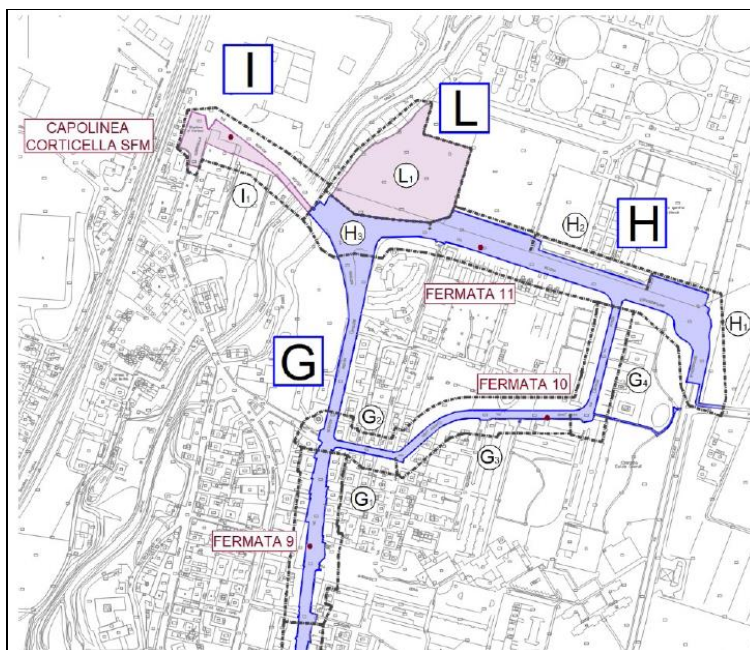 I
L
CAPOLINEA
CORTICELLA SFM
L1
I1
H3
H2
H
FERMATA 11
H1
G
FERMATA 10
G4
G2
G3
G1
FERMATA 9